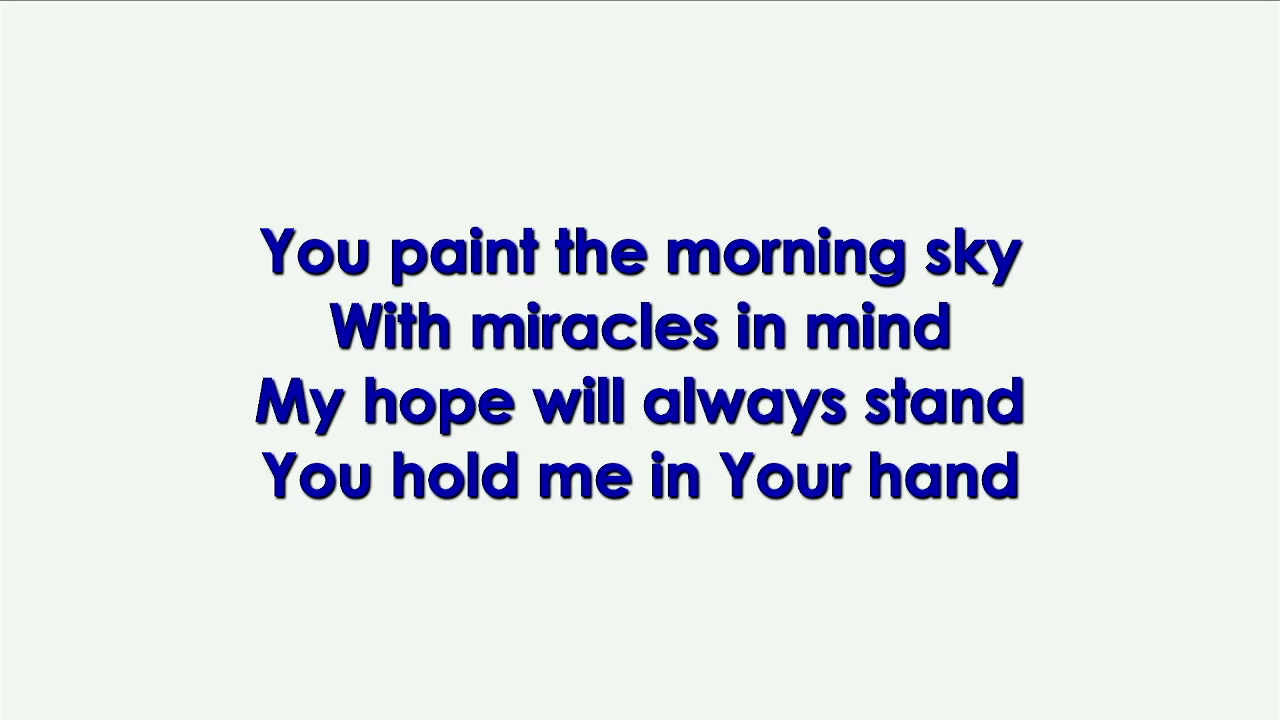 You paint the morning sky
With miracles in mind
My hope will always stand
You hold me in Your hand